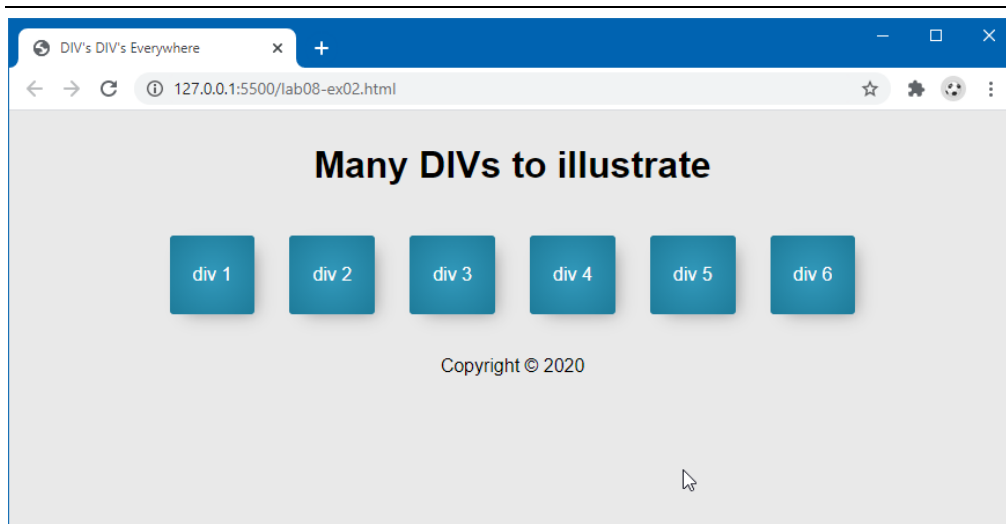 DIV's DIV's Everywhere
127.0.0.1:5500/lab08-ex02.html
Many DIVs to illustrate
div 1 div 2 div 3 div 4 div 5 div 6
Copyright © 2020